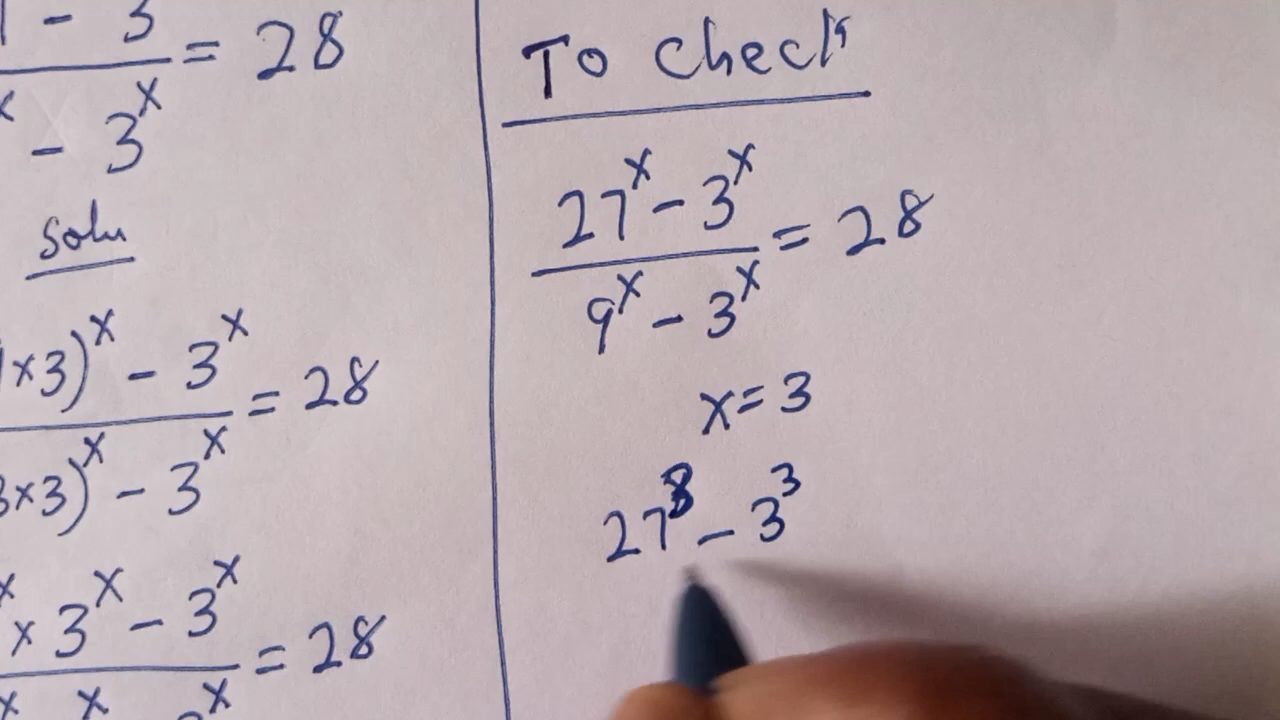 - 3 = 28
- 3^x
Solu
×3)^x - 3^x = 28
×3)^x - 3^x
× 3^x - 3^x = 28
To check
27^x - 3^x
9^x - 3^x = 28
x = 3
27^3 - 3^3